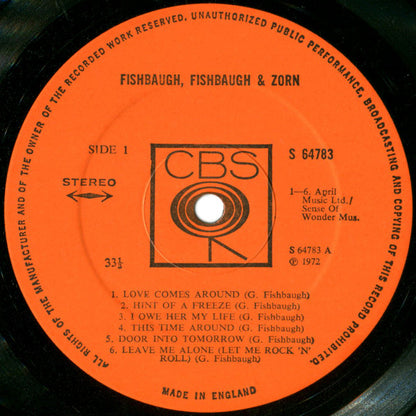 ALL RIGHTS OF THE MANUFACTURER AND OF THE OWNER OF THE RECORDED WORK RESERVED. UNAUTHORIZED PUBLIC PERFORMANCE, BROADCASTING AND COPYING OF THIS RECORD PROHIBITED.
FISHBAUGH, FISHBAUGH & ZORN
SIDE 1
CBS
S 64783
STEREO
1—6. April
Music Ltd./
Sense Of
Wonder Mus.
33⅓
S 64783 A
℗ 1972
1. LOVE COMES AROUND (G. Fishbaugh)
2. HiNT OF A FREEZE (G. Fishbaugh)
3. I OWE HER MY LIFE (G. Fishbaugh)
4. THIS TIME AROUND (G. Fishbaugh)
5. DOOR INTO TOMORROW (G. Fishbaugh)
6. LEAVE ME ALONE (LET ME ROCK 'N'
ROLL) (G. Fishbaugh)
MADE IN ENGLAND